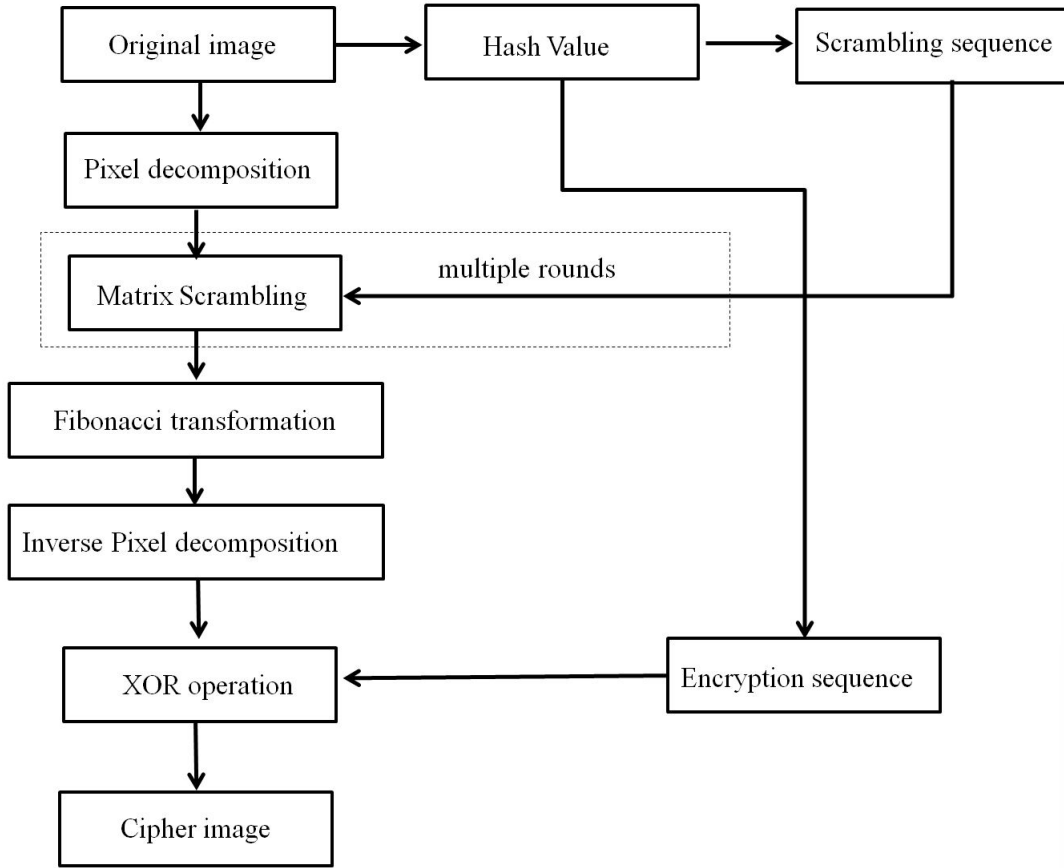 Original image
Hash Value
Scrambling sequence
Pixel decomposition
multiple rounds
Matrix Scrambling
Fibonacci transformation
Inverse Pixel decomposition
XOR operation
Encryption sequence
Cipher image